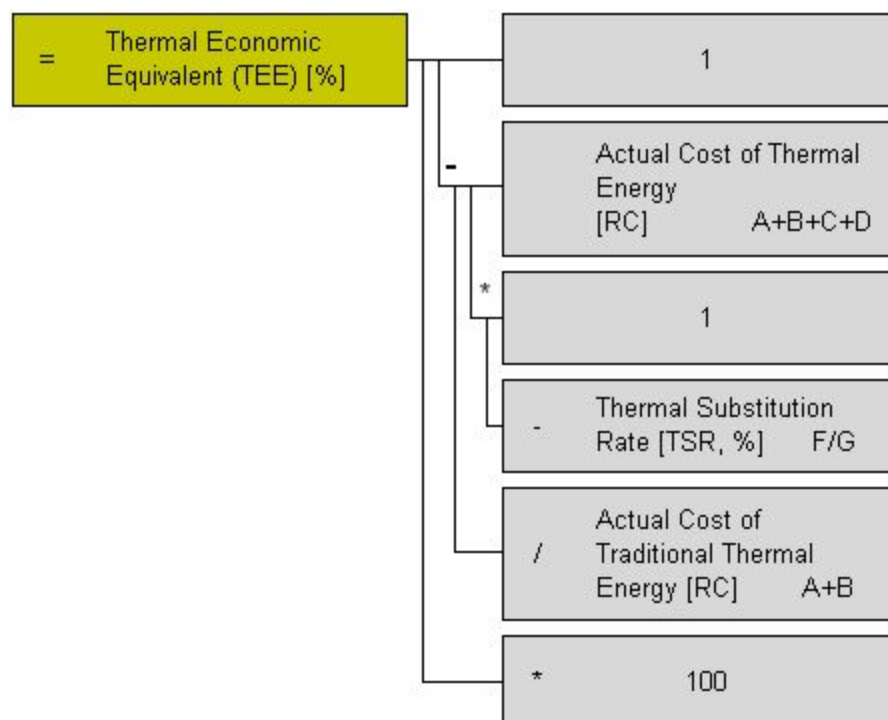 = Thermal Economic
Equivalent (TEE) [%]
1
-
Actual Cost of Thermal
Energy
[RC] A+B+C+D
*
1
- Thermal Substitution
Rate [TSR, %] F/G
Actual Cost of
/ Traditional Thermal
Energy [RC] A+B
* 100